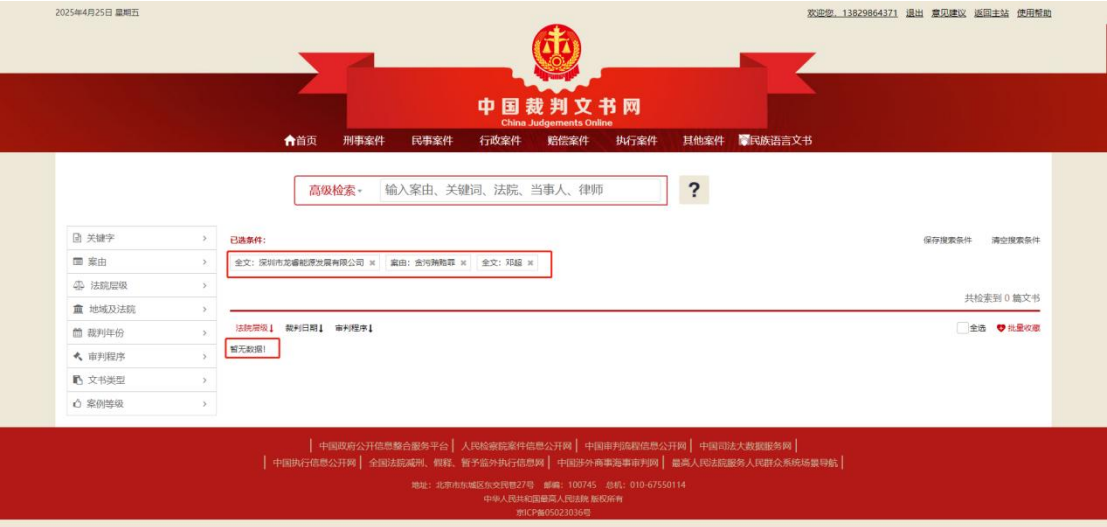 2025年4月25日 星期五
欢迎您，13829864371 退出 意见建议 返回主站 使用帮助
中国裁判文书网
China Judgements Online
首页 刑事案件 民事案件 行政案件 赔偿案件 执行案件 其他案件 民族语言文书
高级检索 输入案由、关键词、法院、当事人、律师 ?
关键字
案由
法院层级
地域及法院
裁判年份
审判程序
文书类型
案例等级
已选条件：
保存搜索条件 清空搜索条件
全文：深圳市龙睿能源发展有限公司 × 案由：贪污贿赂罪 × 全文：邓超 ×
共检索到 0 篇文书
法院层级 裁判日期 审判程序
全选 批量收藏
暂无数据!
| 中国政府公开信息整合服务平台 | 人民检察院案件信息公开网 | 中国审判流程信息公开网 | 中国司法大数据服务网 |
| 中国执行信息公开网 | 全国法院减刑、假释、暂予监外执行信息网 | 中国涉外商事海事审判网 | 最高人民法院服务人民群众系统场景导航 |
地址：北京市东城区东交民巷27号 邮编：100745 总机：010-67550114
中华人民共和国最高人民法院 版权所有
京ICP备05023036号